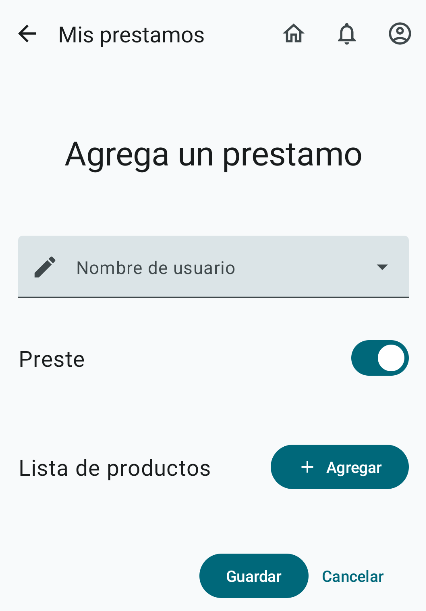 Mis prestamos
Agrega un prestamo
Nombre de usuario
Preste
Lista de productos
+ Agregar
Guardar Cancelar